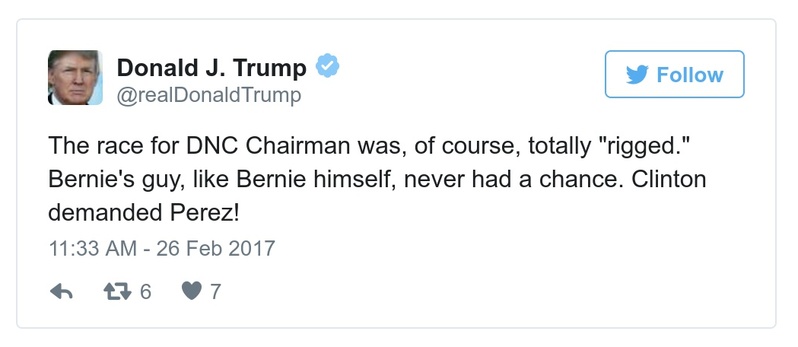 Donald J. Trump
@realDonaldTrump
Follow
The race for DNC Chairman was, of course, totally "rigged."
Bernie's guy, like Bernie himself, never had a chance. Clinton
demanded Perez!
11:33 AM - 26 Feb 2017
6 7